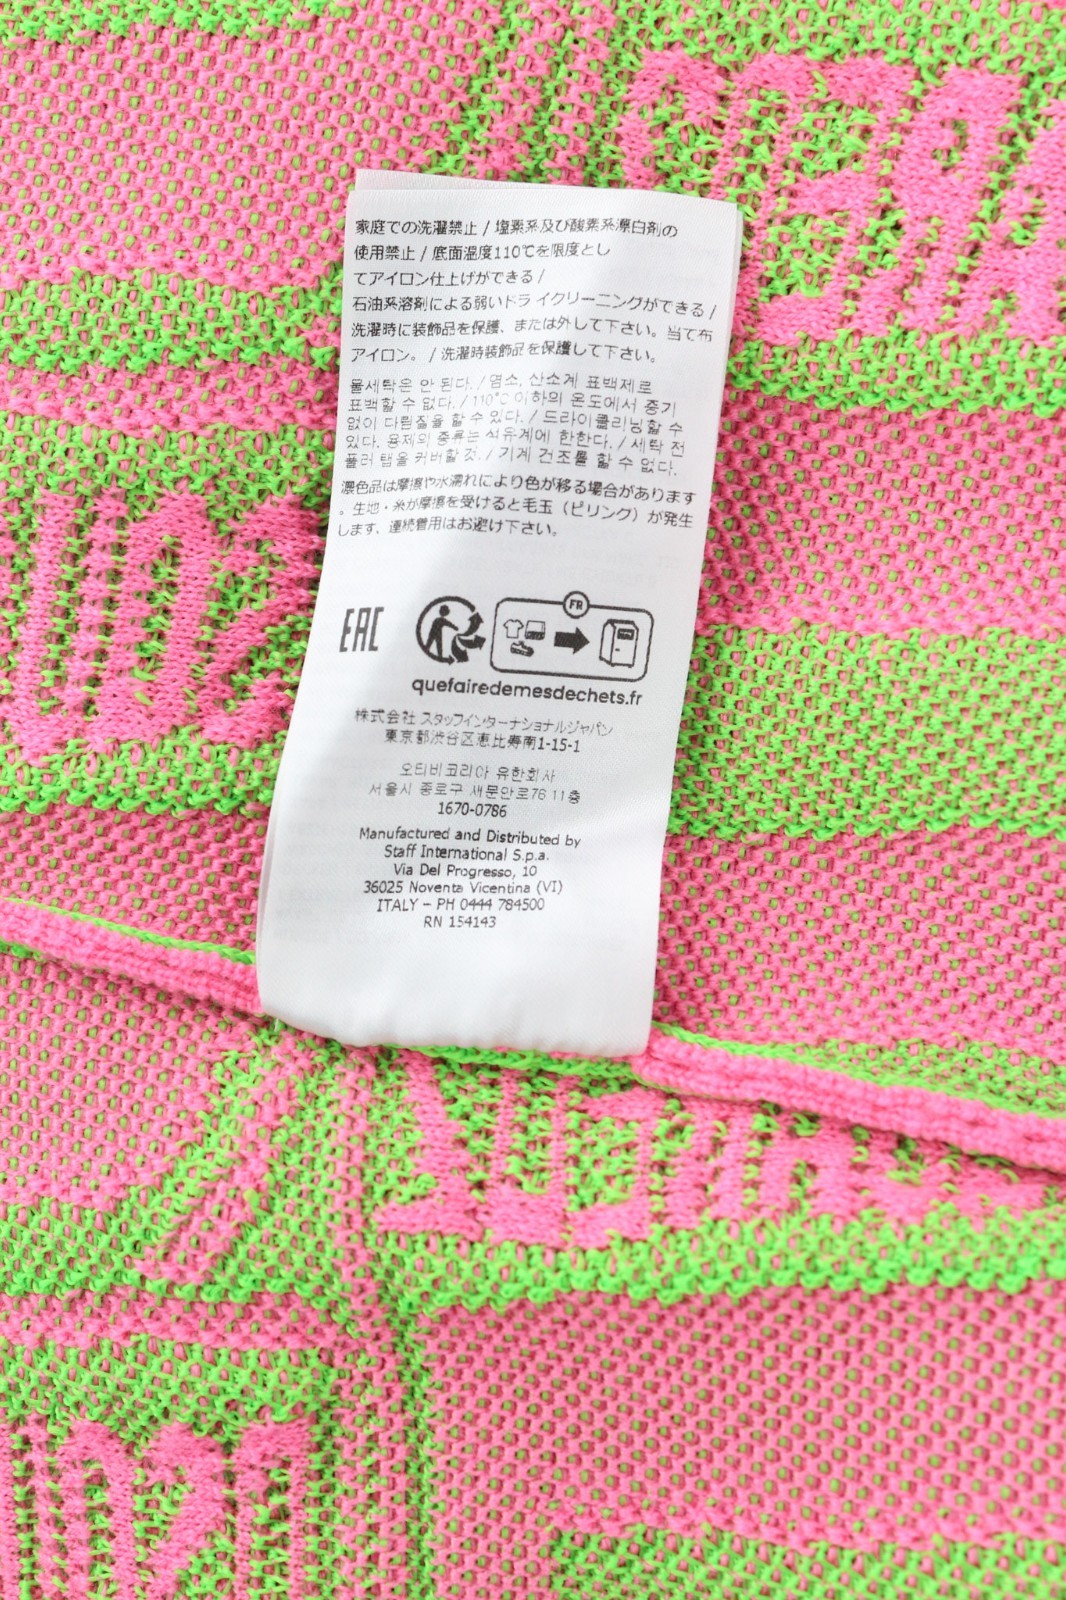 家庭での洗濯禁止 / 塩素系及び酸素系漂白剤の
使用禁止 / 底面温度110℃を限度とし
てアイロン仕上げができる /
石油系溶剤による弱いドライクリーニングができる /
洗濯時に装飾品を保護、または外して下さい。当て布
アイロン。 / 洗濯時装飾品を保護して下さい。
물세탁은 안 된다. / 염소, 산소계 표백제로
표백할 수 없다. / 110℃ 이하의 온도에서 증기
없이 다림질을 할 수 있다. / 드라이클리닝할 수
있다. 용제의 종류는 석유계에 한한다. / 세탁 전
풀러 탭을 커버할 것. / 기계 건조를 할 수 없다.
濃色品は摩擦や水濡れにより色が移る場合があります
。生地・糸が摩擦を受けると毛玉（ピリング）が発生
します、連続着用はお避け下さい。
EAC
FR
quefairedemesdechets.fr
株式会社 スタッフインターナショナルジャパン
東京都渋谷区恵比寿南1-15-1
오티비코리아 유한회사
서울시 종로구 새문안로76 11층
1670-0786
Manufactured and Distributed by
Staff International S.p.a.
Via Del Progresso, 10
36025 Noventa Vicentina (VI)
ITALY - PH 0444 784500
RN 154143